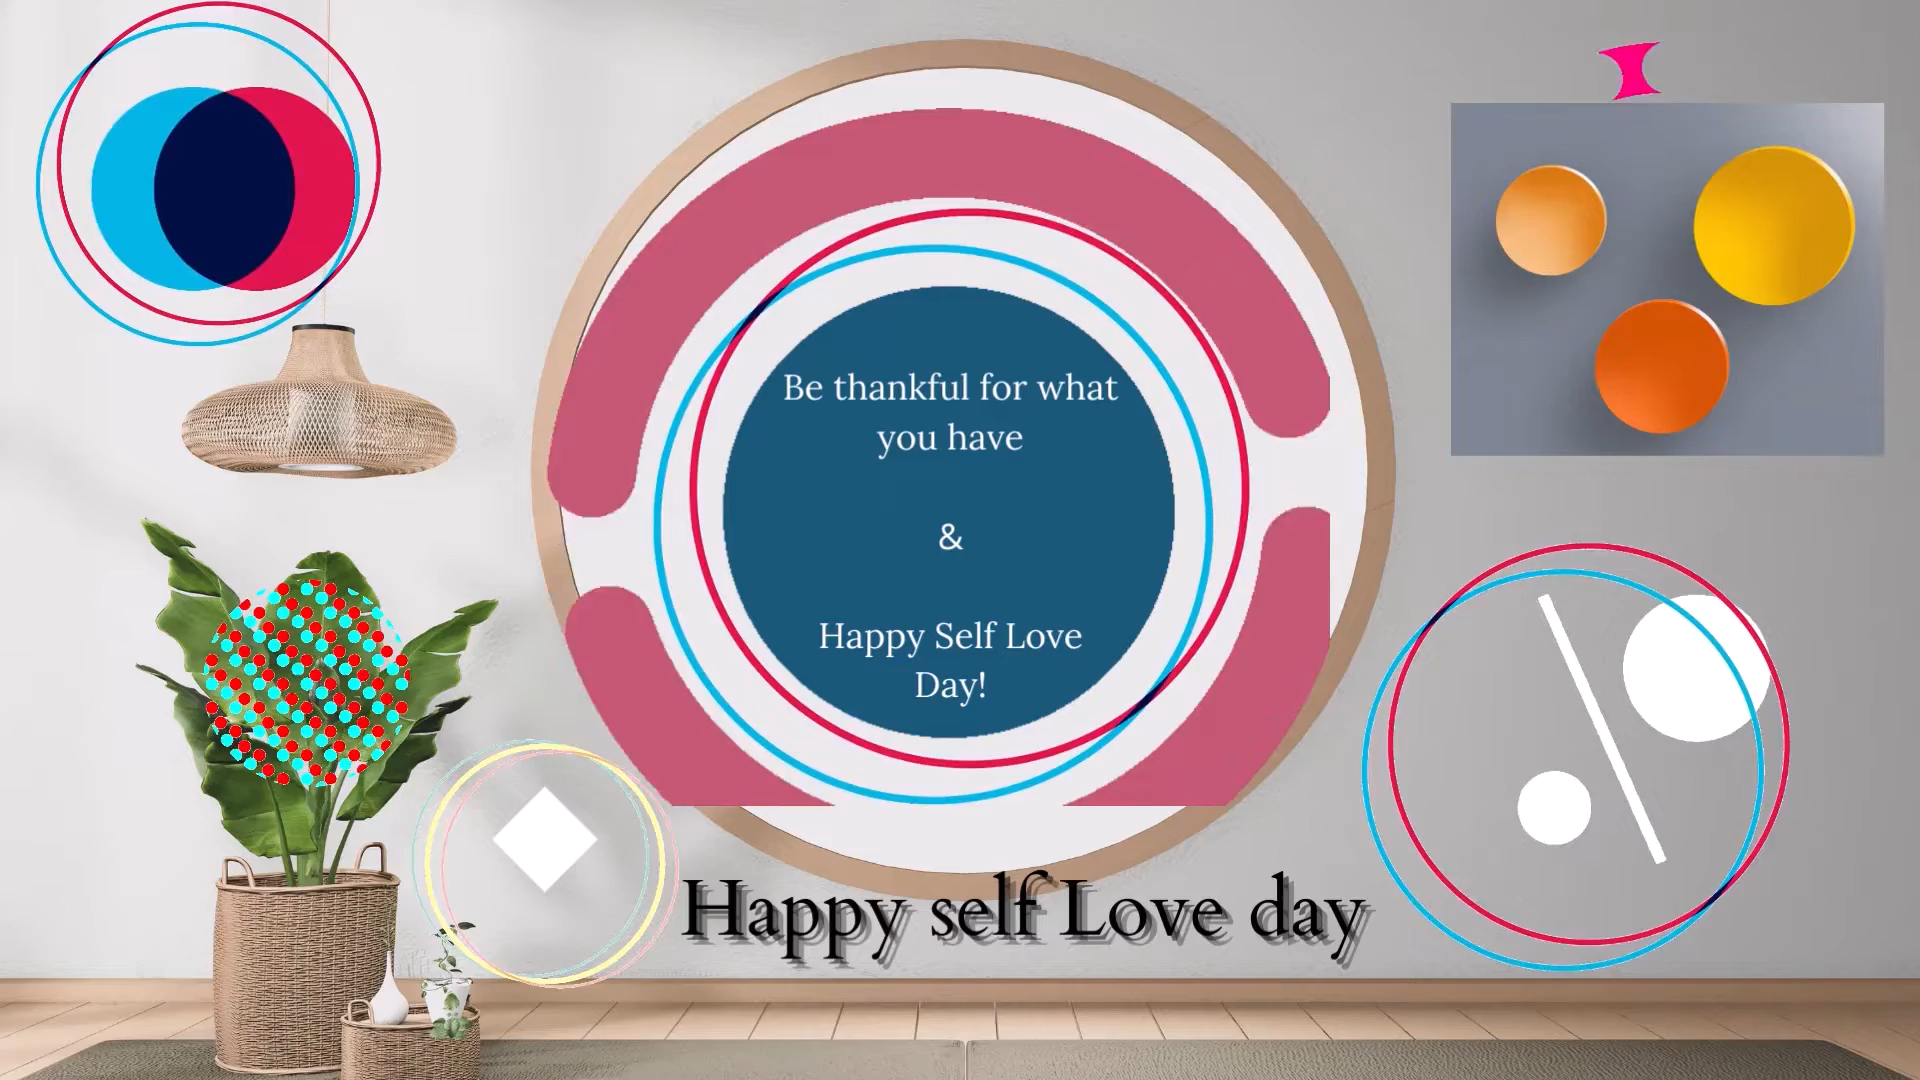 Be thankful for what
you have
&
Happy Self Love
Day!
Happy self Love day